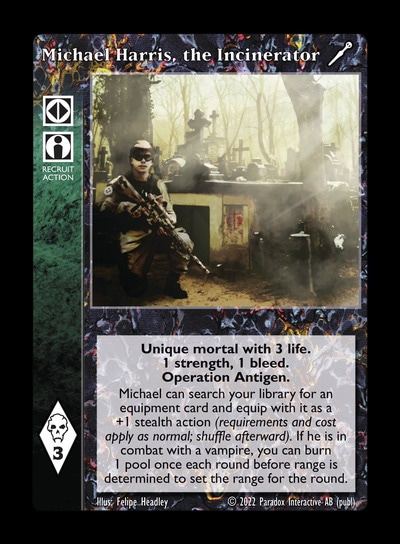 Michael Harris, the Incinerator
RECRUIT
ACTION
Unique mortal with 3 life.
1 strength, 1 bleed.
Operation Antigen.
Michael can search your library for an
equipment card and equip with it as a
+1 stealth action (requirements and cost
apply as normal; shuffle afterward). If he is in
combat with a vampire, you can burn
1 pool once each round before range is
determined to set the range for the round.
3
Illus: Felipe Headley
© 2022 Paradox Interactive AB (publ)